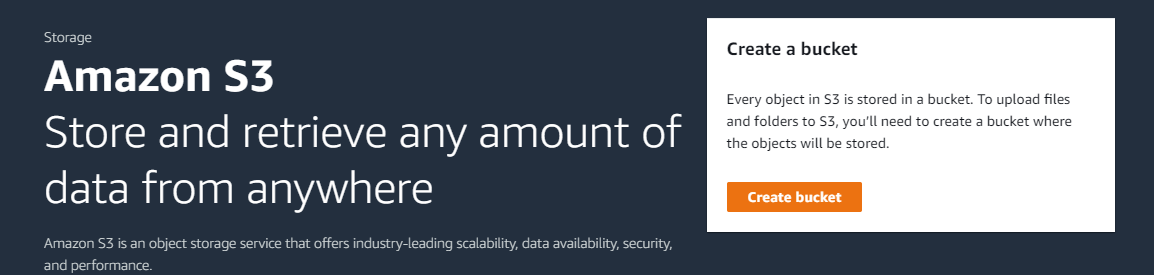 Storage
Amazon S3
Store and retrieve any amount of
data from anywhere
Amazon S3 is an object storage service that offers industry-leading scalability, data availability, security,
and performance.
Create a bucket
Every object in S3 is stored in a bucket. To upload files
and folders to S3, you'll need to create a bucket where
the objects will be stored.
Create bucket